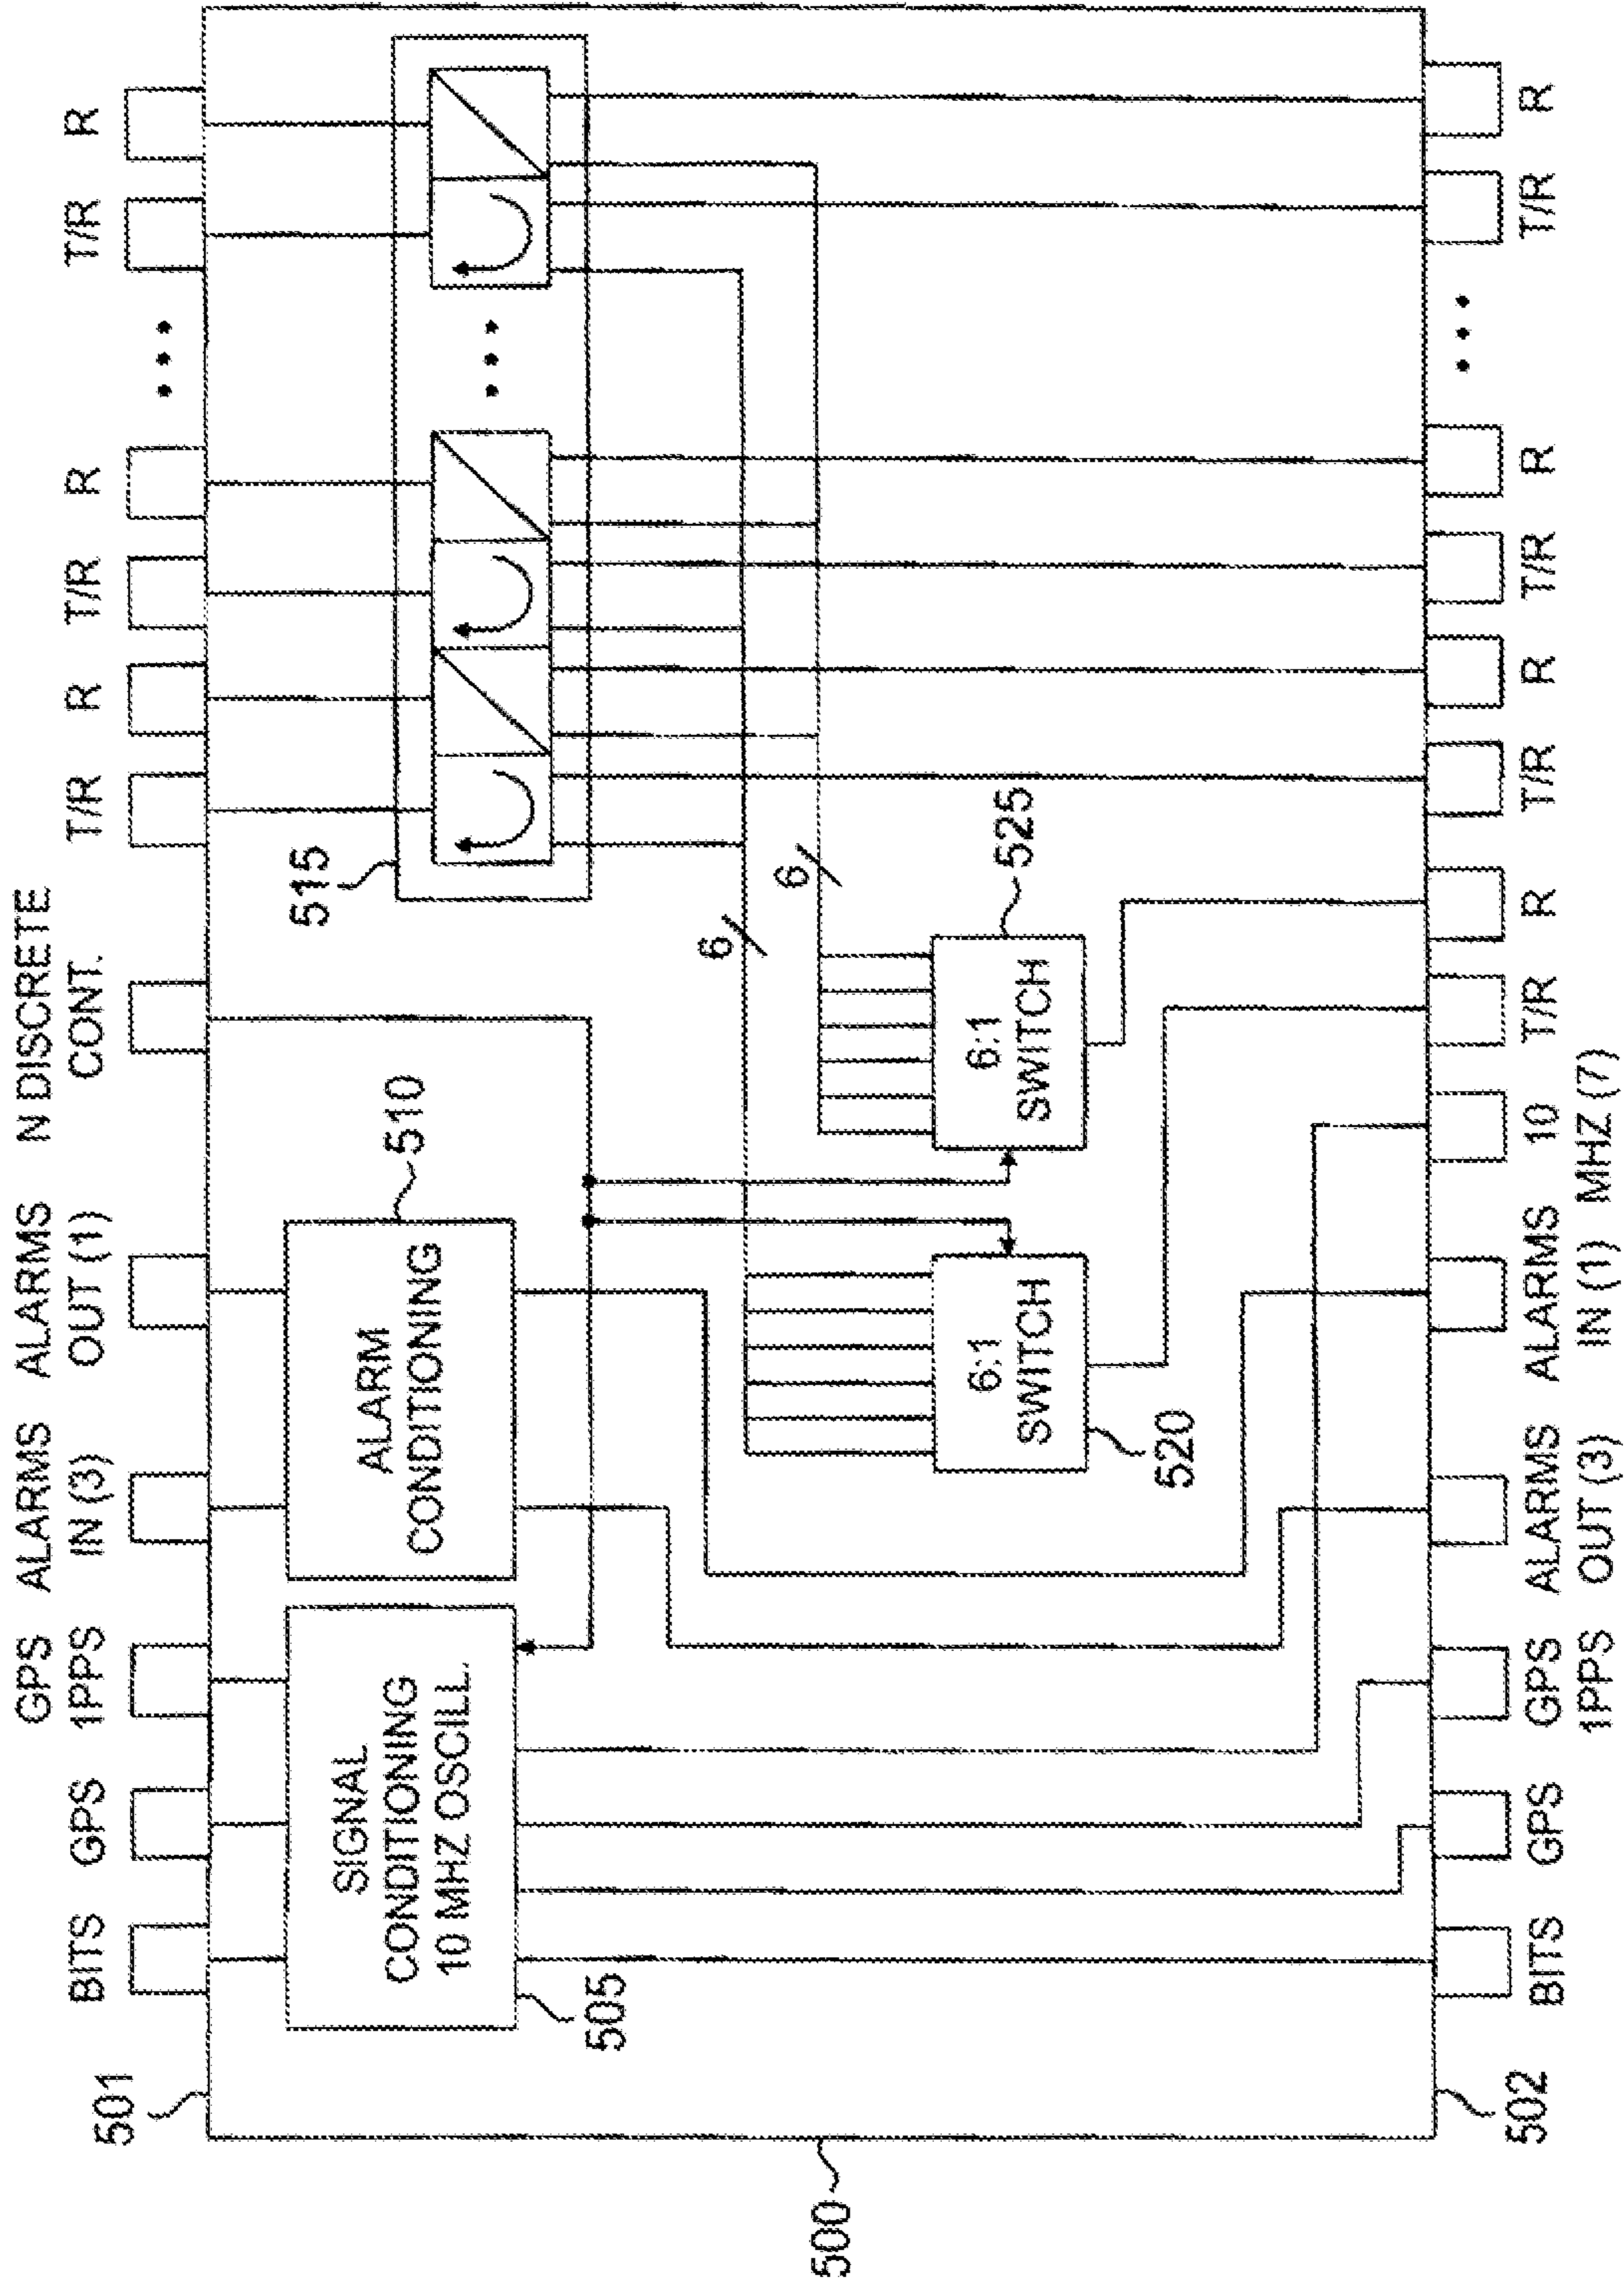 500
501
502
BITS
GPS
GPS
1PPS
ALARMS
IN (3)
ALARMS
OUT (1)
N DISCRETE
CONT.
T/R
R
T/R
R
T/R
R
SIGNAL
CONDITIONING
10 MHZ OSCILL.
505
ALARM
CONDITIONING
510
515
6
6
6:1
SWITCH
520
6:1
SWITCH
525
BITS
GPS
GPS
1PPS
ALARMS
OUT (3)
ALARMS
IN (1)
10
MHZ (7)
T/R
R
T/R
R
T/R
R
T/R
R